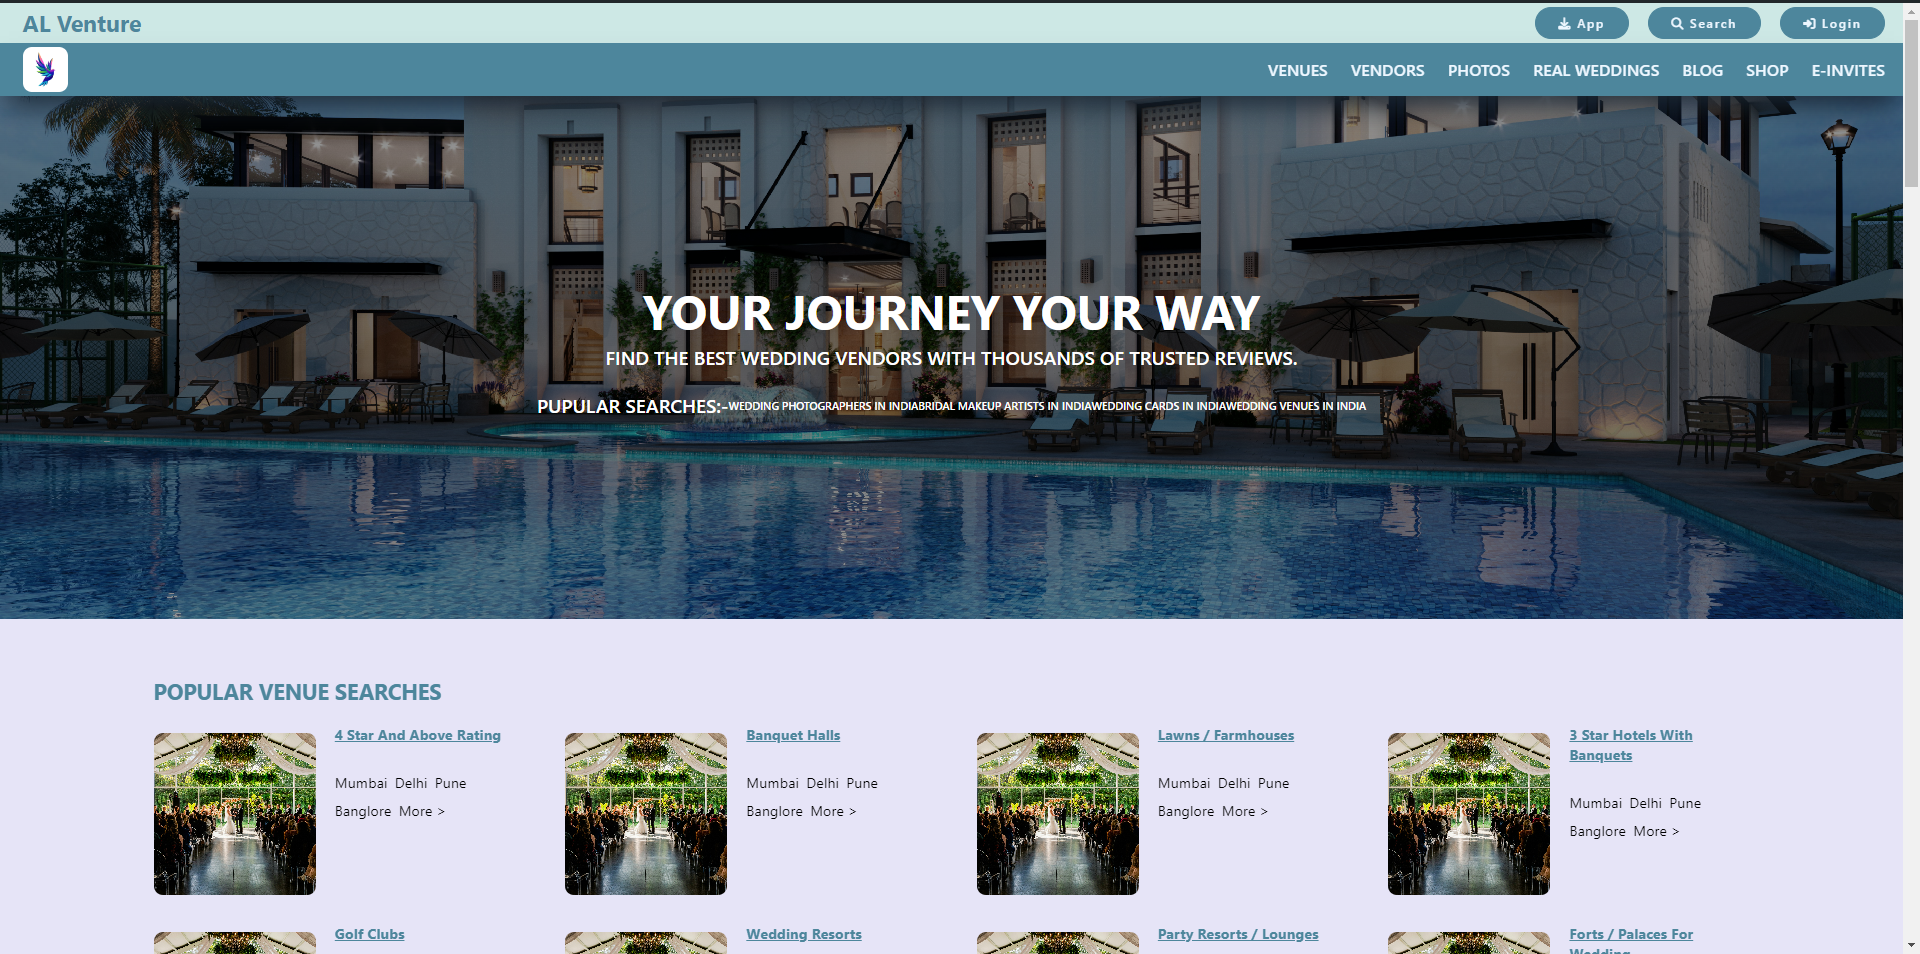 AL Venture
App Search Login
VENUES VENDORS PHOTOS REAL WEDDINGS BLOG SHOP E-INVITES
YOUR JOURNEY YOUR WAY
FIND THE BEST WEDDING VENDORS WITH THOUSANDS OF TRUSTED REVIEWS.
PUPULAR SEARCHES:-WEDDING PHOTOGRAPHERS IN INDIABRIDAL MAKEUP ARTISTS IN INDIAWEDDING CARDS IN INDIAWEDDING VENUES IN INDIA
POPULAR VENUE SEARCHES
4 Star And Above Rating
Mumbai Delhi Pune
Banglore More >
Banquet Halls
Mumbai Delhi Pune
Banglore More >
Lawns / Farmhouses
Mumbai Delhi Pune
Banglore More >
3 Star Hotels With
Banquets
Mumbai Delhi Pune
Banglore More >
Golf Clubs
Wedding Resorts
Party Resorts / Lounges
Forts / Palaces For
Wedding